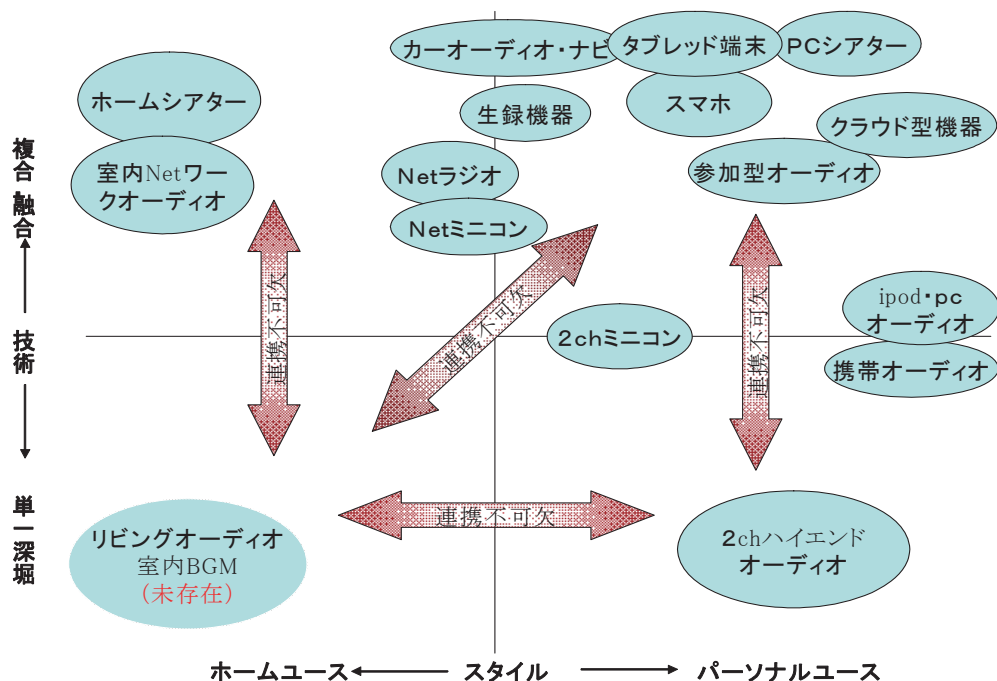 カーオーディオ・ナビ
タブレッド端末
PCシアター
ホームシアター
スマホ
生録機器
クラウド型機器
室内Netワー
クオーディオ
Netラジオ
参加型オーディオ
Netミニコン
複合・融合
連携不可欠
連携不可欠
連携不可欠
ipod・pc
オーディオ
2chミニコン
技術
携帯オーディオ
単一深堀
リビングオーディオ
室内BGM
(未存在)
連携不可欠
2chハイエンド
オーディオ
ホームユース
スタイル
パーソナルユース